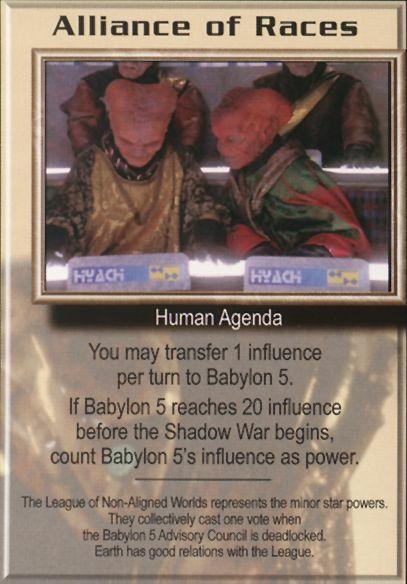 Alliance of Races
HYACH HYACH
Human Agenda
You may transfer 1 influence
per turn to Babylon 5.
If Babylon 5 reaches 20 influence
before the Shadow War begins,
count Babylon 5's influence as power.
The League of Non-Aligned Worlds represents the minor star powers.
They collectively cast one vote when
the Babylon 5 Advisory Council is deadlocked.
Earth has good relations with the League.